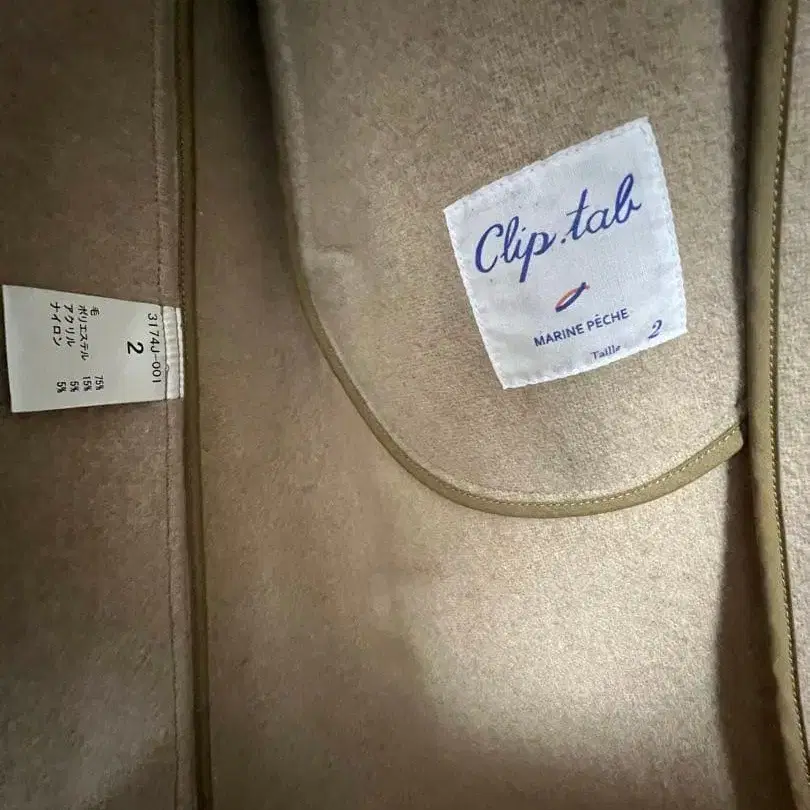 Clip.tab
MARINE PÊCHE
Taille 2
3174J-001
2
毛 75%
ポリエステル 15%
アクリル 5%
ナイロン 5%